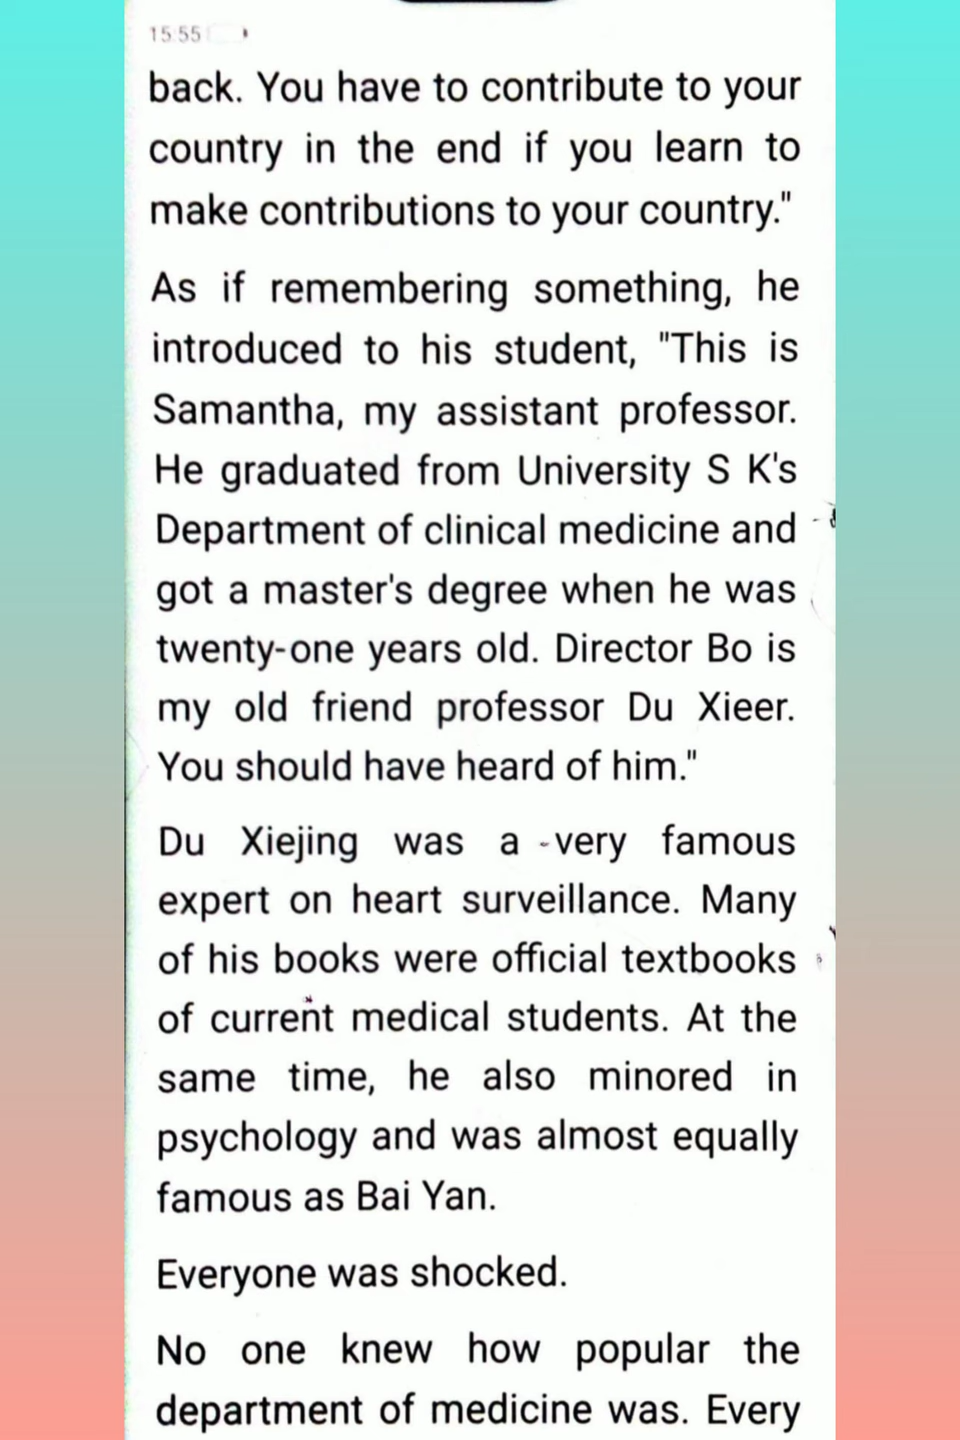 15:55
back. You have to contribute to your
country in the end if you learn to
make contributions to your country."
As if remembering something, he
introduced to his student, "This is
Samantha, my assistant professor.
He graduated from University S K's
Department of clinical medicine and
got a master's degree when he was
twenty-one years old. Director Bo is
my old friend professor Du Xieer.
You should have heard of him."
Du Xiejing was a very famous
expert on heart surveillance. Many
of his books were official textbooks
of current medical students. At the
same time, he also minored in
psychology and was almost equally
famous as Bai Yan.
Everyone was shocked.
No one knew how popular the
department of medicine was. Every